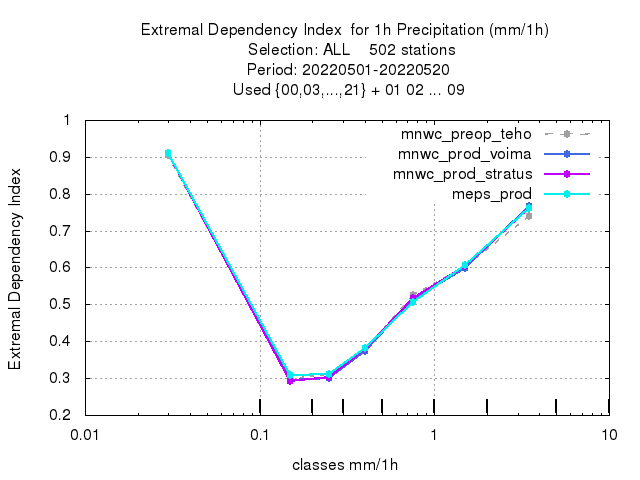 Extremal Dependency Index  for 1h Precipitation (mm/1h)
Selection: ALL    502 stations
Period: 20220501-20220520
Used {00,03,...,21} + 01 02 ... 09
1
0.9
0.8
0.7
0.6
0.5
0.4
0.3
0.2
Extremal Dependency Index
mnwc_preop_teho
mnwc_prod_voima
mnwc_prod_stratus
meps_prod
0.01
0.1
1
10
classes mm/1h